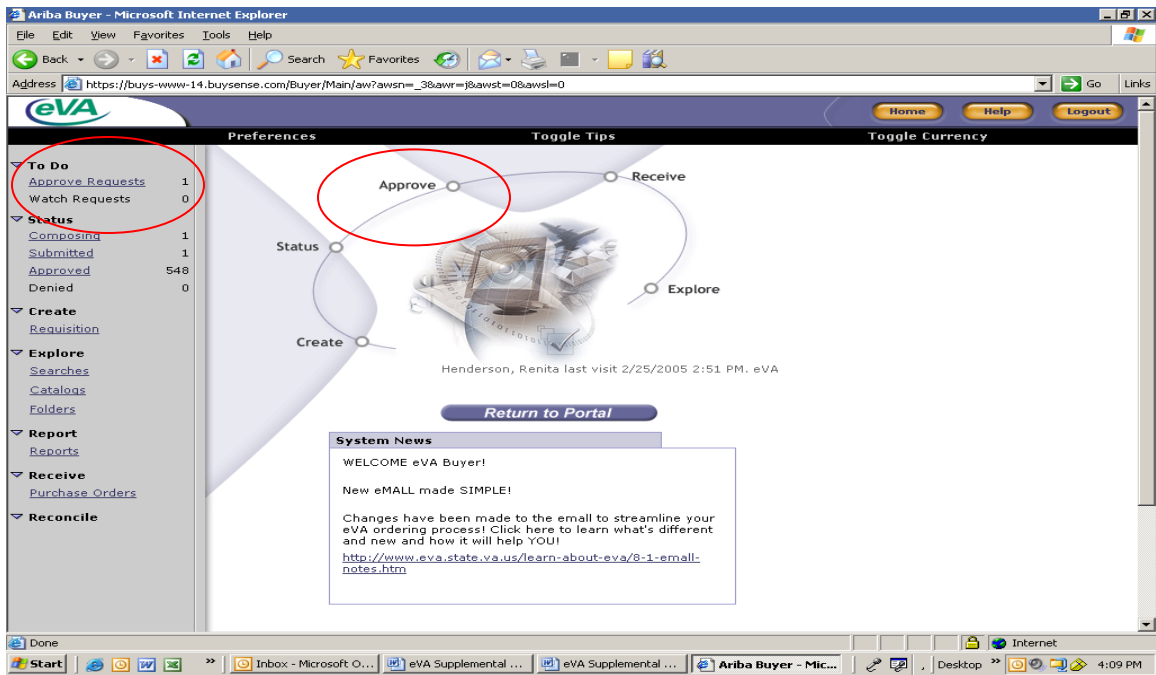 Ariba Buyer - Microsoft Internet Explorer
File Edit View Favorites Tools Help
Back Search Favorites
Address https://buys-www-14.buysense.com/Buyer/Main/aw?awsn=_3&awr=j&awst=0&awsl=0 Go Links
eVA Home Help Logout
Preferences Toggle Tips Toggle Currency
To Do
Approve Requests 1
Watch Requests 0
Status
Composing 1
Submitted 1
Approved 548
Denied 0
Create
Requisition
Explore
Searches
Catalogs
Folders
Report
Reports
Receive
Purchase Orders
Reconcile
Approve
Receive
Status
Explore
Create
Henderson, Renita last visit 2/25/2005 2:51 PM. eVA
Return to Portal
System News
WELCOME eVA Buyer!
New eMALL made SIMPLE!
Changes have been made to the emall to streamline your
eVA ordering process! Click here to learn what's different
and new and how it will help YOU!
http://www.eva.state.va.us/learn-about-eva/8-1-emall-
notes.htm
Done Internet
Start » Inbox - Microsoft O... eVA Supplemental ... eVA Supplemental ... Ariba Buyer - Mic... Desktop » 4:09 PM